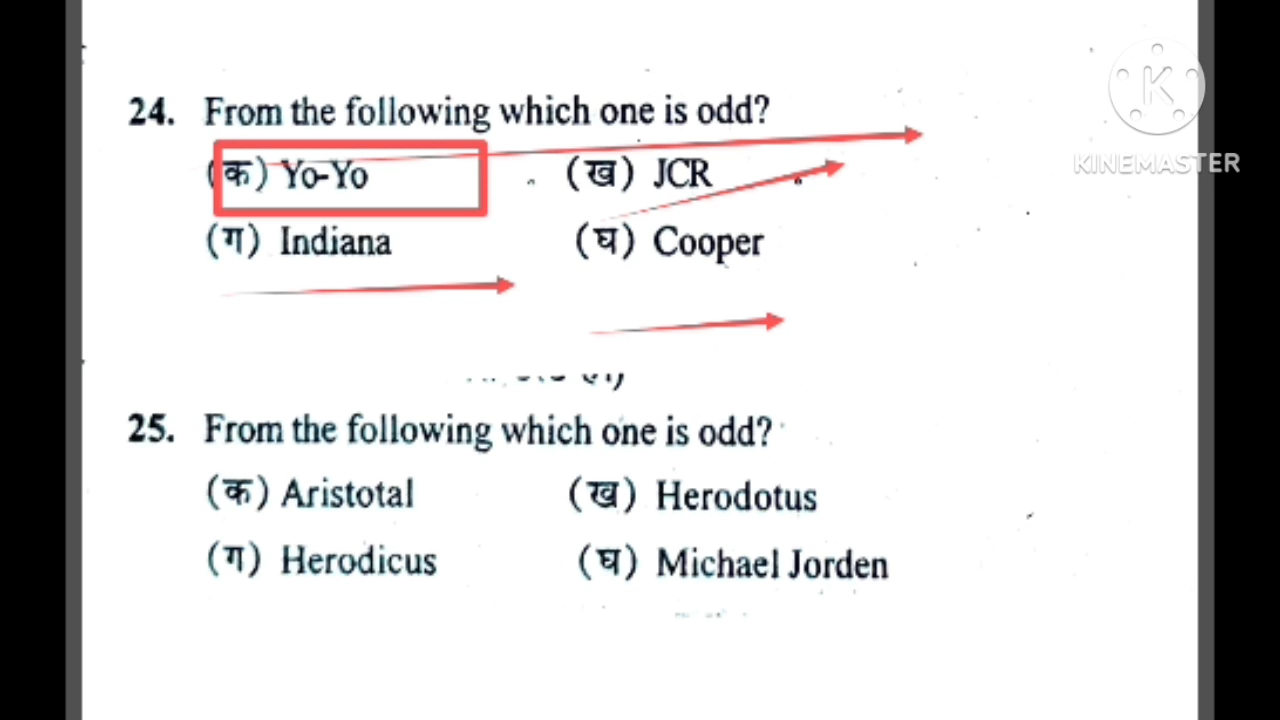 24. From the following which one is odd?
(क) Yo-Yo (ख) JCR
(ग) Indiana (घ) Cooper
25. From the following which one is odd?
(क) Aristotal (ख) Herodotus
(ग) Herodicus (घ) Michael Jorden
KINEMASTER